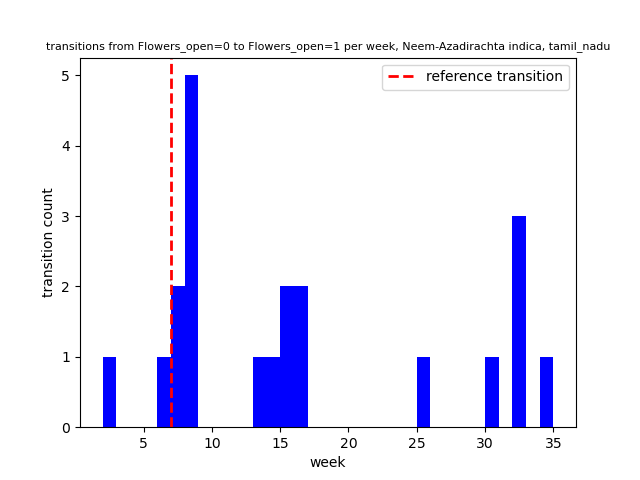 transitions from Flowers_open=0 to Flowers_open=1 per week, Neem-Azadirachta indica, tamil_nadu
reference transition
transition count
5
4
3
2
1
0
5 10 15 20 25 30 35
week